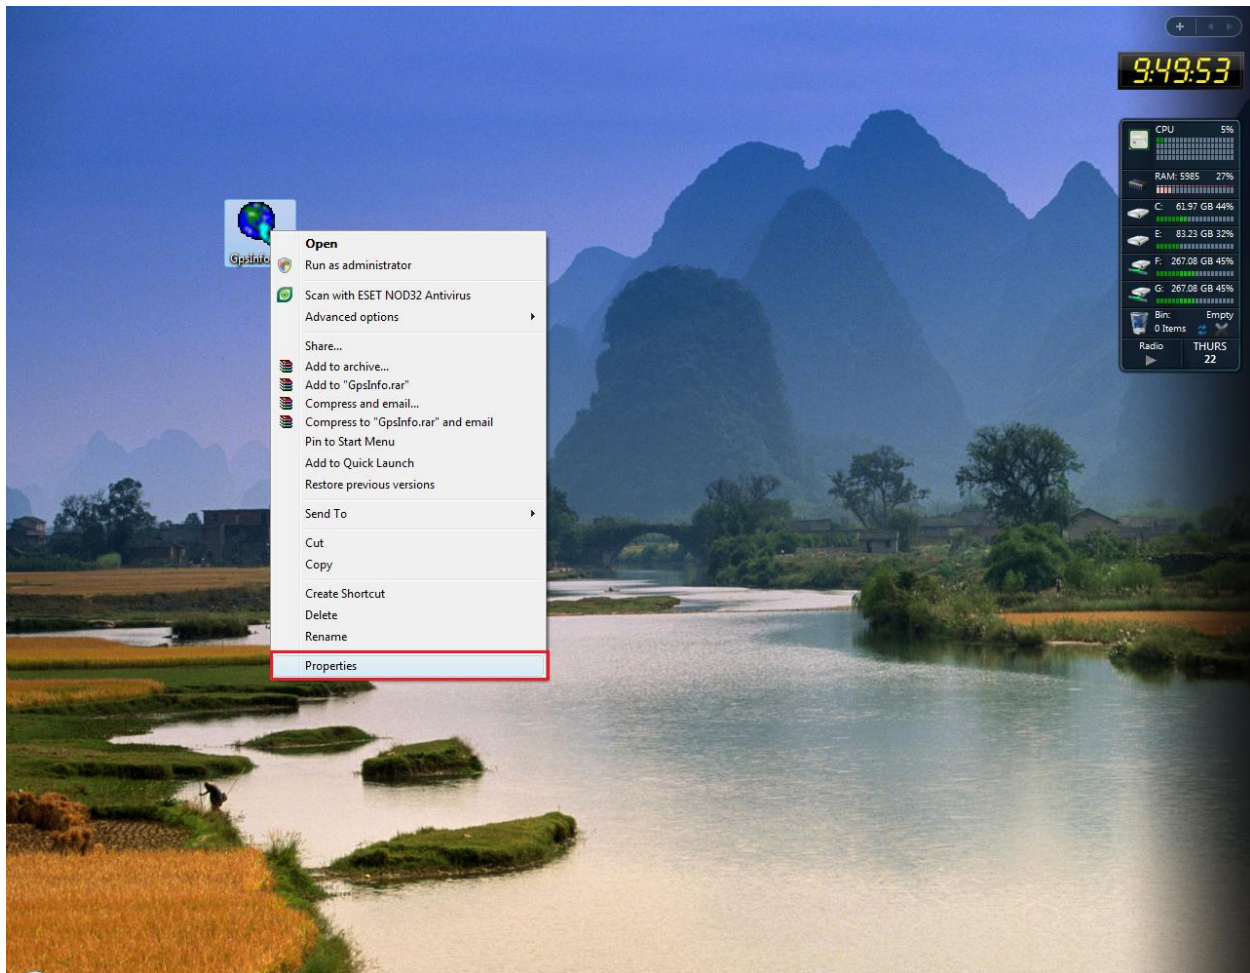 9:49:53
CPU 5%
RAM: 5985 27%
C: 61.97 GB 44%
E: 83.23 GB 32%
F: 267.08 GB 45%
G: 267.08 GB 45%
Bin: Empty
0 Items
Radio THURS
22
GpsInfo
Open
Run as administrator
Scan with ESET NOD32 Antivirus
Advanced options
Share...
Add to archive...
Add to "GpsInfo.rar"
Compress and email...
Compress to "GpsInfo.rar" and email
Pin to Start Menu
Add to Quick Launch
Restore previous versions
Send To
Cut
Copy
Create Shortcut
Delete
Rename
Properties